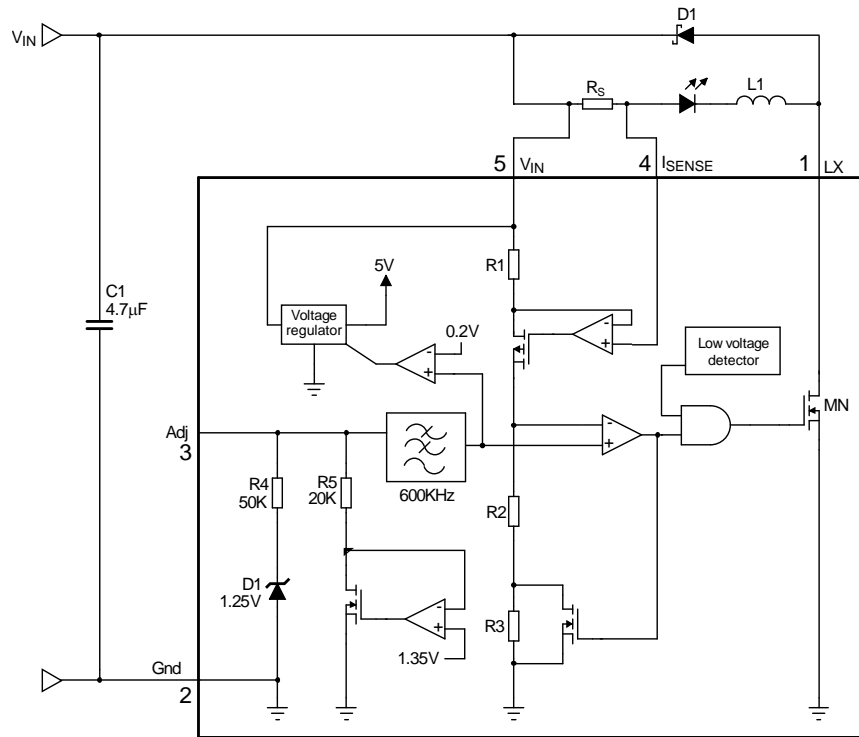 D1
VIN
RS
L1
5
VIN
4
ISENSE
1
LX
R1
5V
C1
4.7µF
Voltage
regulator
0.2V
Low voltage
detector
MN
Adj
3
R4
50K
R5
20K
600KHz
R2
D1
1.25V
R3
1.35V
Gnd
2